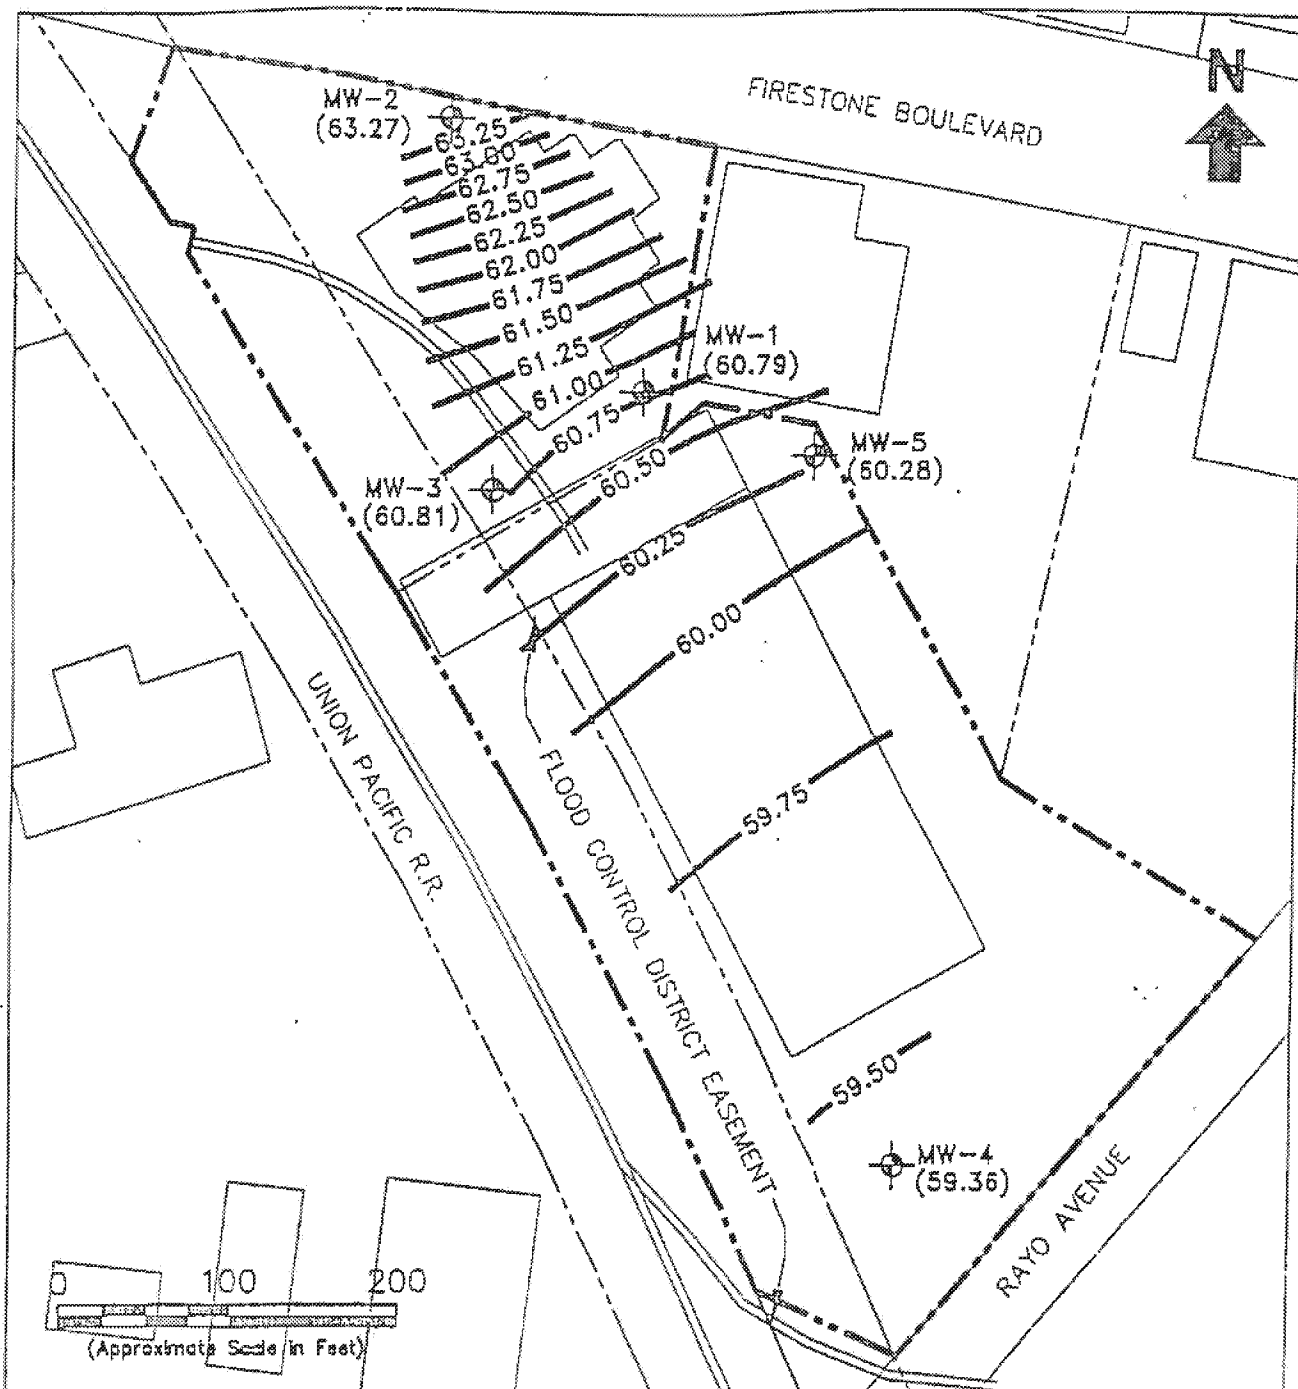 N
FIRESTONE BOULEVARD
MW-2
(63.27)
63.25
63.00
62.75
62.50
62.25
62.00
61.75
61.50
61.25
61.00
60.75
60.50
60.25
60.00
59.75
59.50
MW-1
(60.79)
MW-5
(60.28)
MW-3
(60.81)
UNION PACIFIC R.R.
FLOOD CONTROL DISTRICT EASEMENT
MW-4
(59.36)
RAYO AVENUE
0 100 200
(Approximate Scale in Feet)